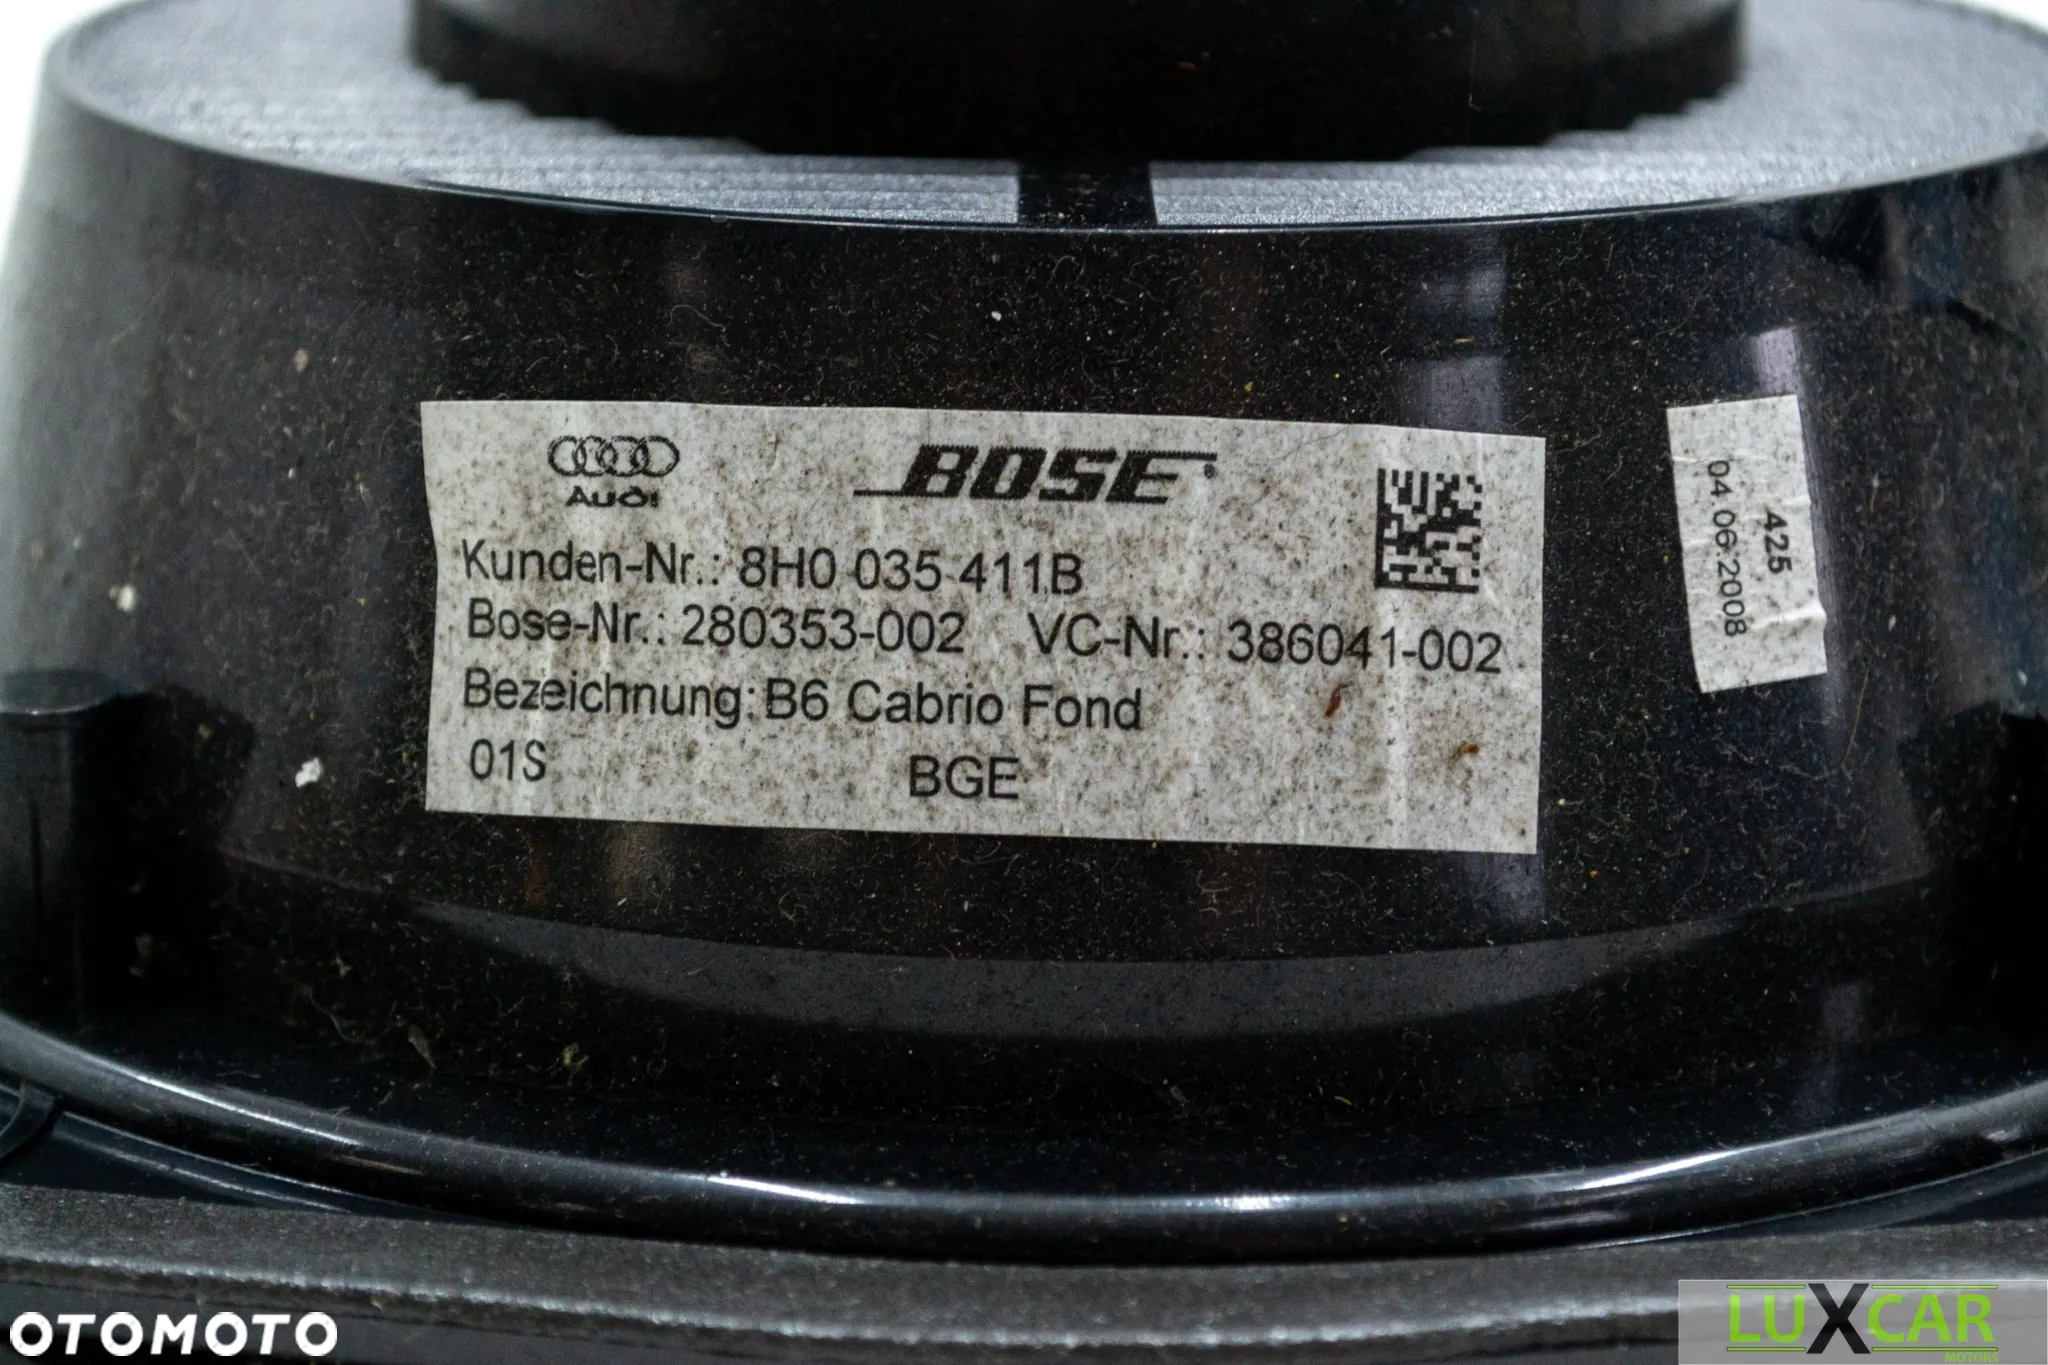 Audi
BOSE
Kunden-Nr.: 8H0 035 411B
Bose-Nr.: 280353-002 VC-Nr.: 386041-002
Bezeichnung: B6 Cabrio Fond
01S BGE
425
04.06.2008
OTOMOTO
LUXCAR
MOTORS